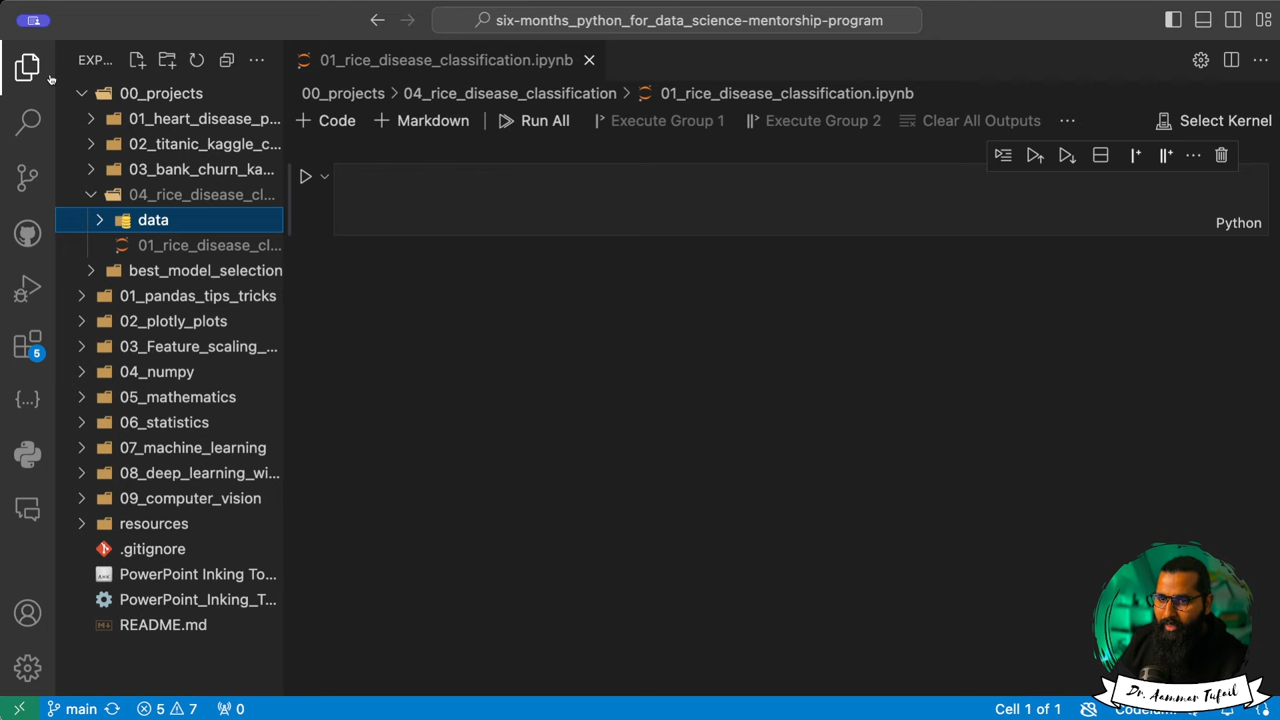 six-months_python_for_data_science-mentorship-program
EXP...
01_rice_disease_classification.ipynb
00_projects
01_heart_disease_p...
02_titanic_kaggle_c...
03_bank_churn_ka...
04_rice_disease_cl...
data
01_rice_disease_cl...
best_model_selection
01_pandas_tips_tricks
02_plotly_plots
03_Feature_scaling_...
04_numpy
05_mathematics
06_statistics
07_machine_learning
08_deep_learning_wi...
09_computer_vision
resources
.gitignore
PowerPoint Inking To...
PowerPoint_Inking_T...
README.md
5
00_projects > 04_rice_disease_classification > 01_rice_disease_classification.ipynb
+ Code + Markdown Run All Execute Group 1 Execute Group 2 Clear All Outputs ... Select Kernel
Python
Dr. Aammar Tufail
main 5 7 0
Cell 1 of 1